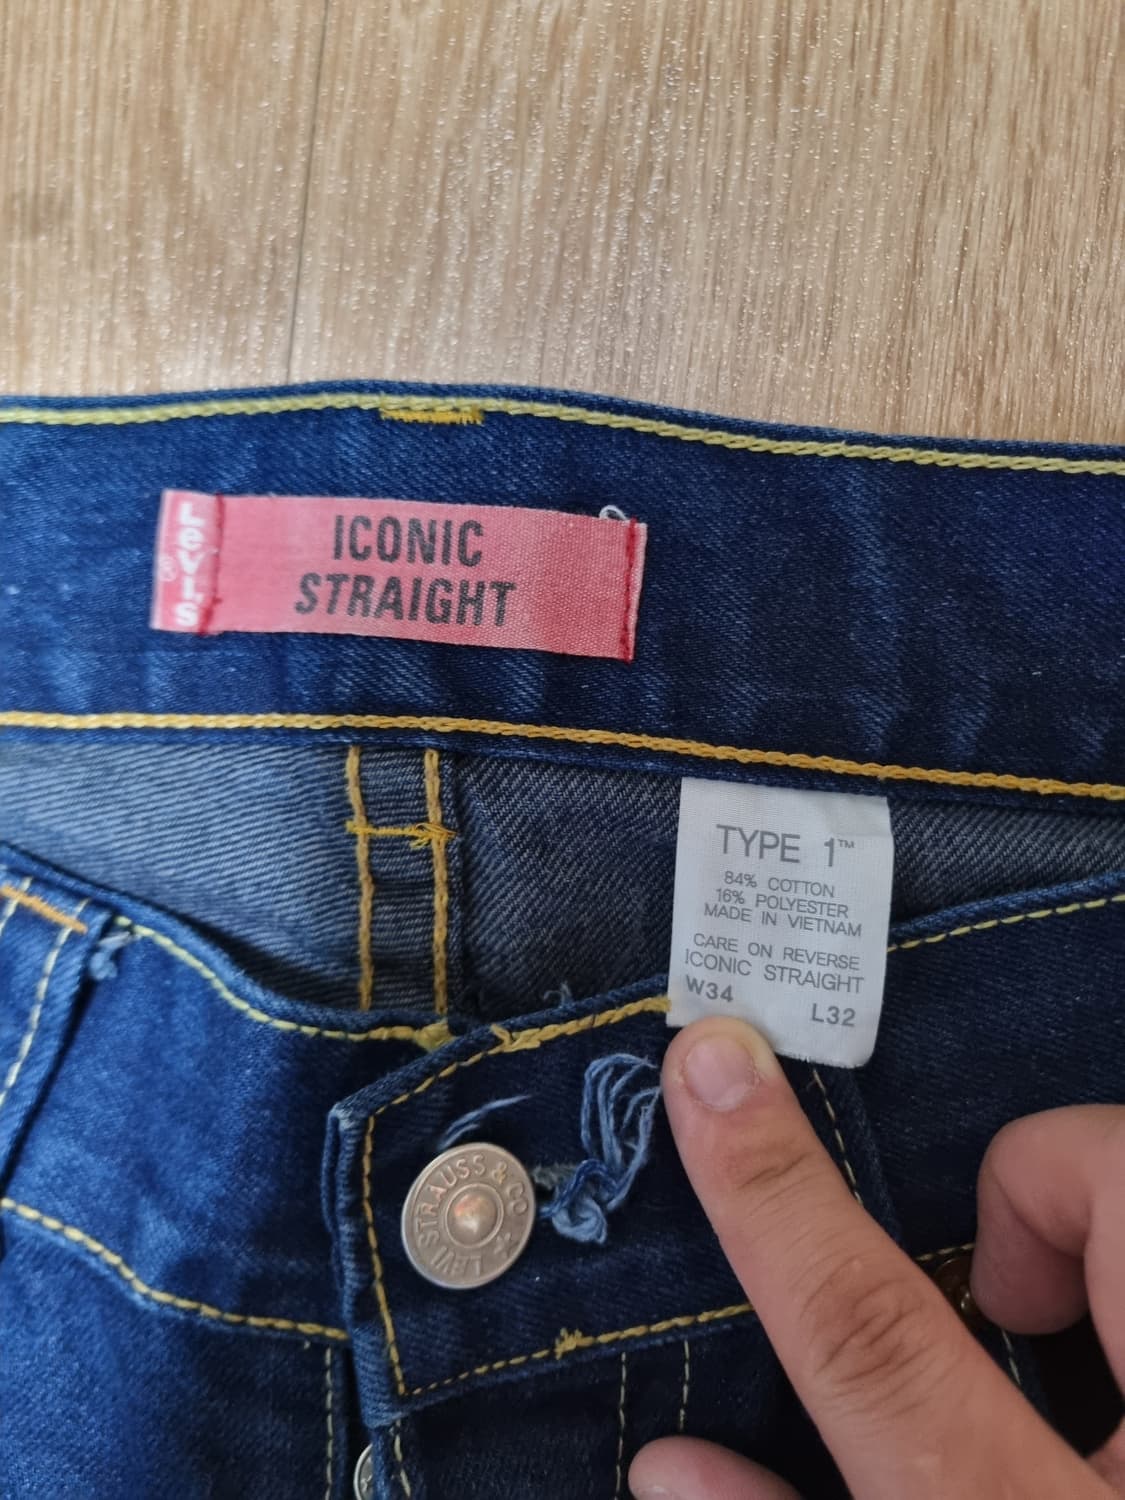 LEVI'S
ICONIC
STRAIGHT
TYPE 1™
84% COTTON
16% POLYESTER
MADE IN VIETNAM
CARE ON REVERSE
ICONIC STRAIGHT
W34
L32
LEVI STRAUSS & CO